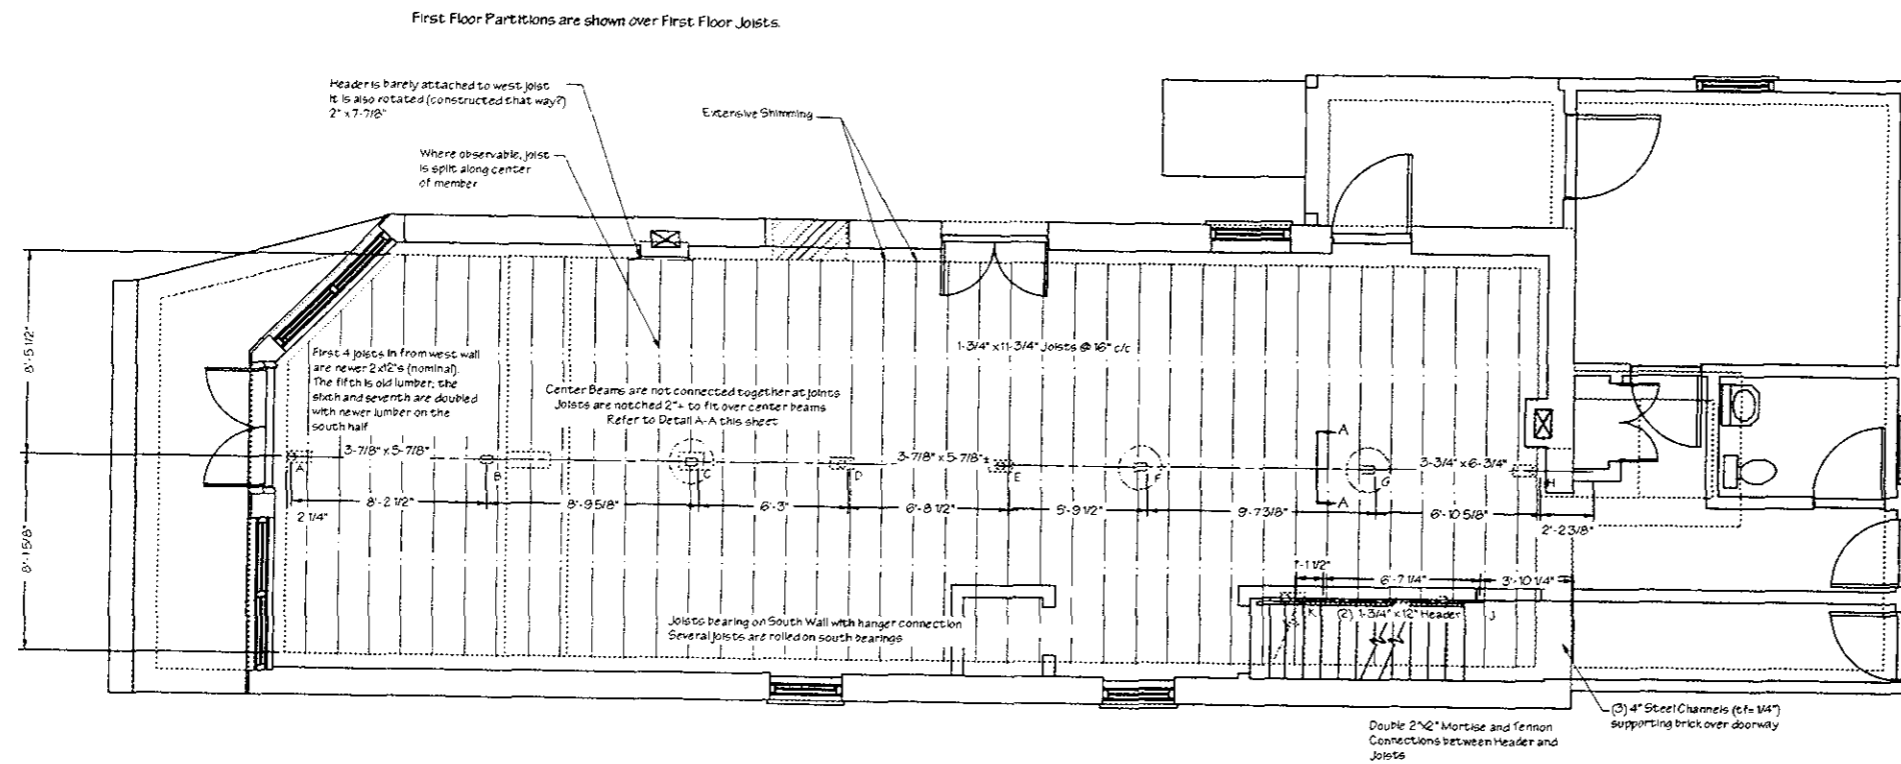 First Floor Partitions are shown over First Floor Joists.
Header is barely attached to west joist
It is also rotated (constructed that way?)
2" x 7-7/8"
Extensive Shimming
Where observable, joist
is split along center
of member
8'-5 1/2"
First 4 joists in from west wall
are newer 2x12's (nominal).
The fifth is old lumber; the
sixth and seventh are doubled
with newer lumber on the
south half
1-3/4" x 11-3/4" Joists @ 16" c/c
Center Beams are not connected together at joints
Joists are notched 2"+ to fit over center beams
Refer to Detail A-A this sheet
A
3-7/8" x 5-7/8"
3-7/8" x 5-7/8"±
3-3/4" x 6-3/4"
A
B
C
D
E
F
G
H
A
8'-2 1/2"
8'-9 5/8"
6'-3"
6'-8 1/2"
5'-9 1/2"
9'-7 3/8"
6'-10 5/8"
2 1/4"
2'-2 3/8"
8'-1 5/8"
1'-1 1/2"
6'-7 1/4"
3'-10 1/4"
K
(2) 1-3/4" x 12" Header
J
Joists bearing on South Wall with hanger connection
Several joists are rolled on south bearings
(3) 4" Steel Channels (tf= 1/4")
supporting brick over doorway
Double 2"x2" Mortise and Tennon
Connections between Header and
Joists